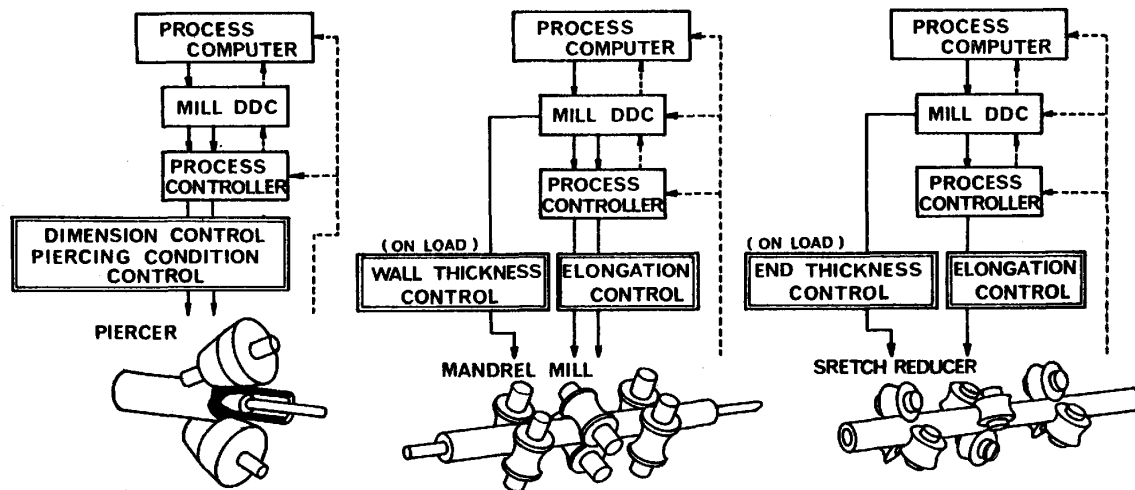 PROCESS
COMPUTER
MILL DDC
PROCESS
CONTROLLER
DIMENSION CONTROL
PIERCING CONDITION
CONTROL
PIERCER
PROCESS
COMPUTER
MILL DDC
PROCESS
CONTROLLER
(ON LOAD)
WALL THICKNESS
CONTROL
ELONGATION
CONTROL
MANDREL MILL
PROCESS
COMPUTER
MILL DDC
PROCESS
CONTROLLER
(ON LOAD)
END THICKNESS
CONTROL
ELONGATION
CONTROL
SRETCH REDUCER